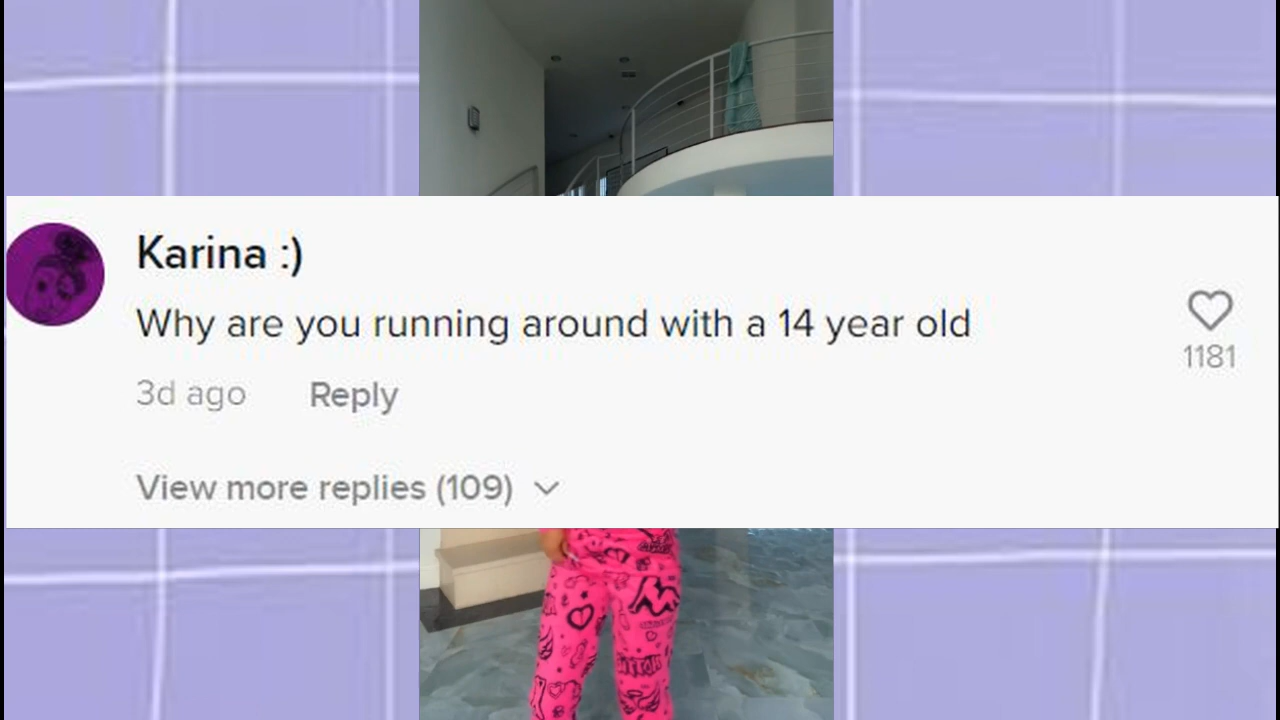 Karina :)
Why are you running around with a 14 year old
1181
3d ago Reply
View more replies (109)